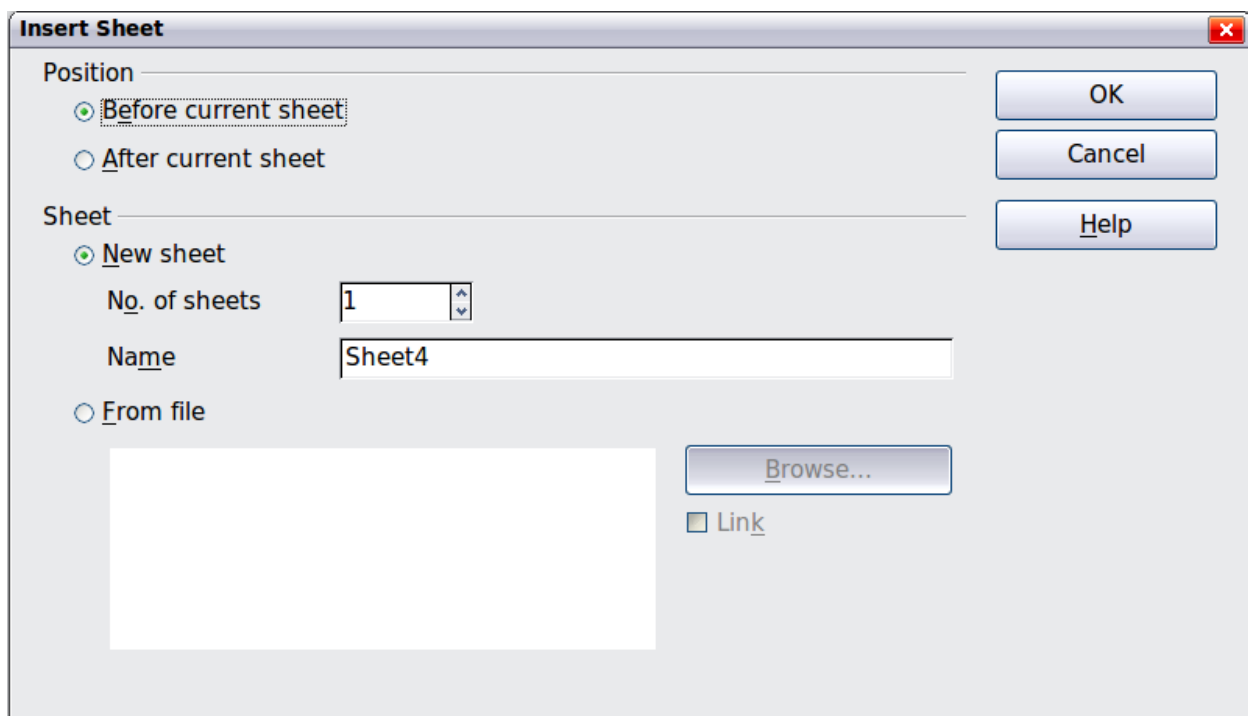 Insert Sheet
Position
Before current sheet
OK
After current sheet
Cancel
Sheet
Help
New sheet
No. of sheets 1
Name Sheet4
From file
Browse...
Link